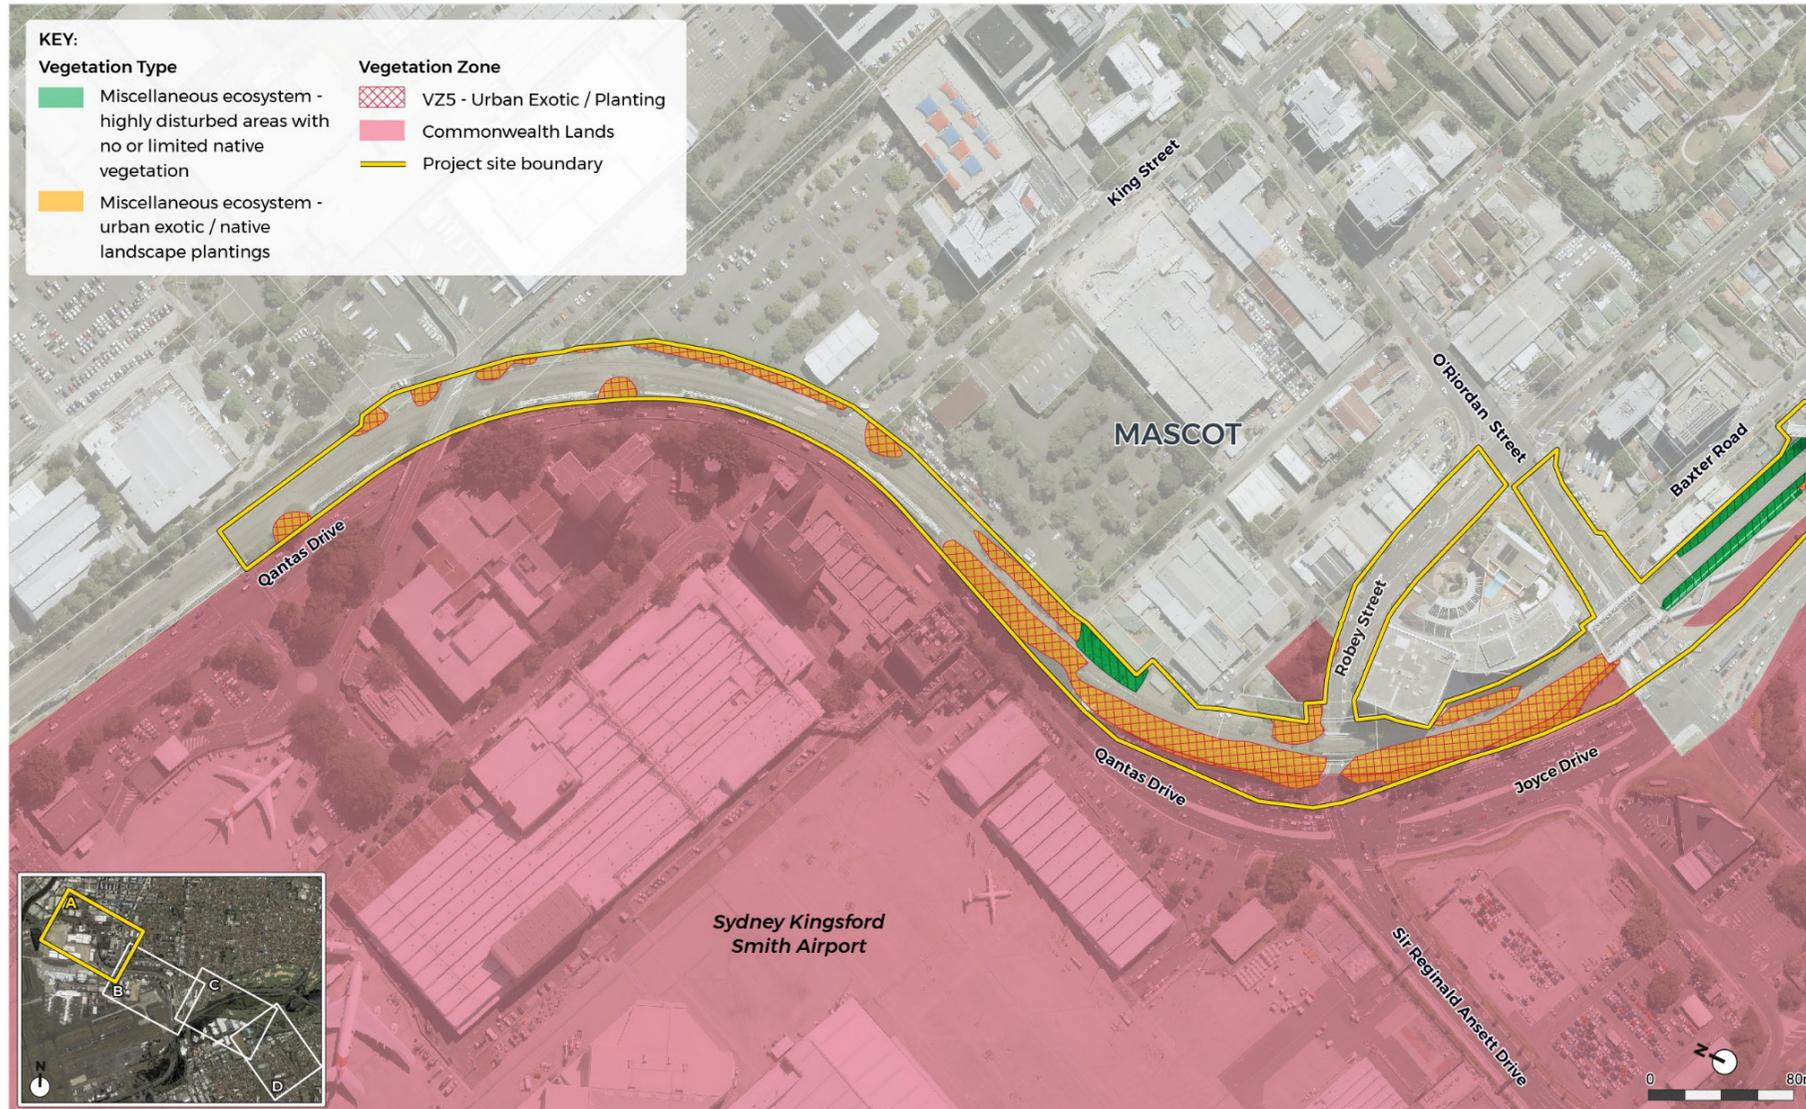 KEY:
Vegetation Type
Miscellaneous ecosystem -
highly disturbed areas with
no or limited native
vegetation
Miscellaneous ecosystem -
urban exotic / native
landscape plantings
Vegetation Zone
VZ5 - Urban Exotic / Planting
Commonwealth Lands
Project site boundary
King Street
O'Riordan Street
MASCOT
Baxter Road
Qantas Drive
Robey Street
Qantas Drive
Joyce Drive
Sydney Kingsford
Smith Airport
Sir Reginald Ansett Drive
A
B
C
D
N
N
0
80m